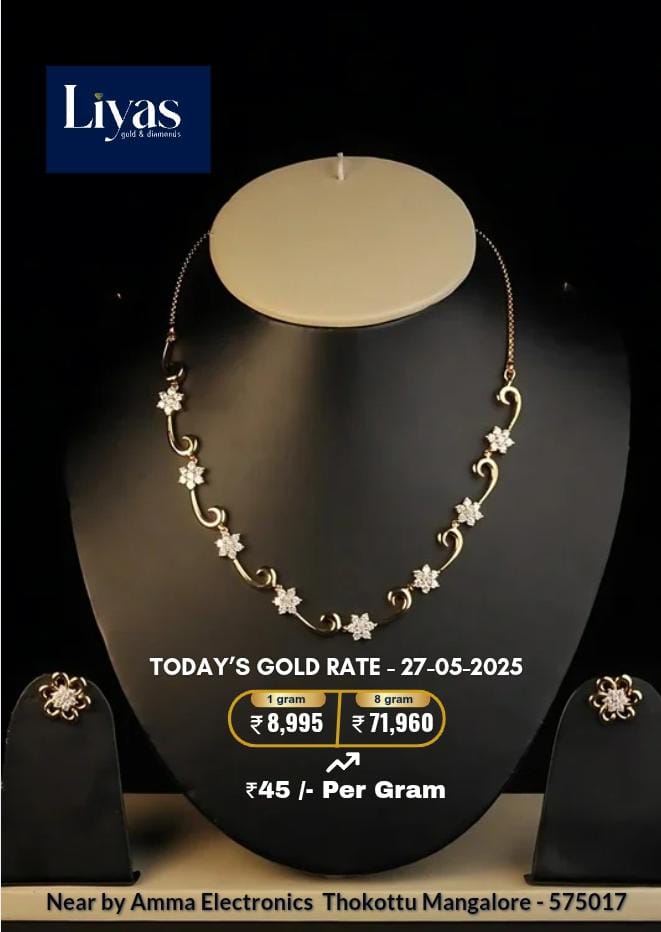 Liyas
gold & diamonds
TODAY'S GOLD RATE - 27-05-2025
1 gram 8 gram
₹ 8,995 ₹ 71,960
₹45 /- Per Gram
Near by Amma Electronics Thokottu Mangalore - 575017